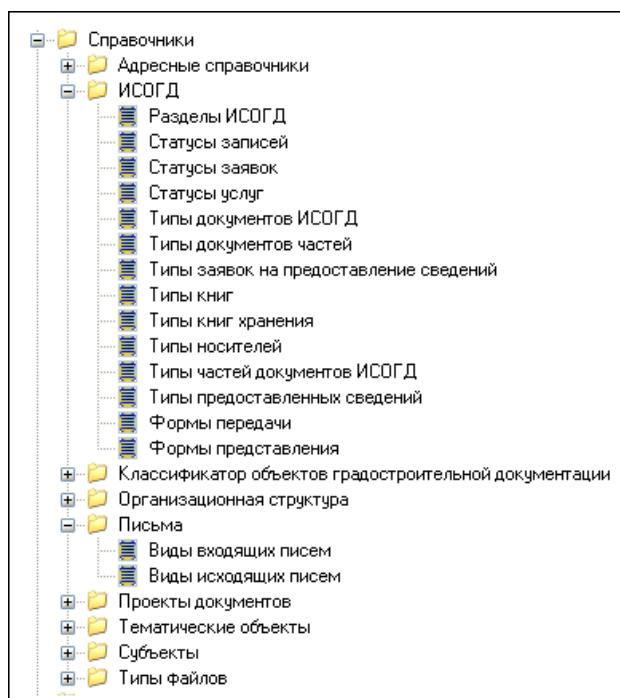 Справочники
Адресные справочники
ИСОГД
Разделы ИСОГД
Статусы записей
Статусы заявок
Статусы услуг
Типы документов ИСОГД
Типы документов частей
Типы заявок на предоставление сведений
Типы книг
Типы книг хранения
Типы носителей
Типы частей документов ИСОГД
Типы предоставленных сведений
Формы передачи
Формы представления
Классификатор объектов градостроительной документации
Организационная структура
Письма
Виды входящих писем
Виды исходящих писем
Проекты документов
Тематические объекты
Субъекты
Типы файлов